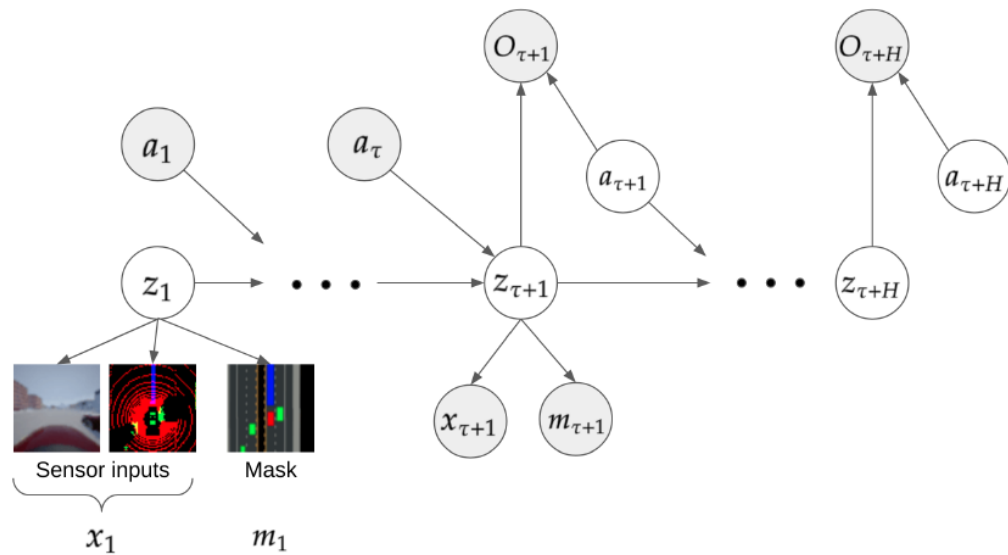 O_{τ+1} O_{τ+H}
a_1 a_τ a_{τ+1} a_{τ+H}
z_1 ••• z_{τ+1} ••• z_{τ+H}
x_{τ+1} m_{τ+1}
Sensor inputs Mask
x_1 m_1